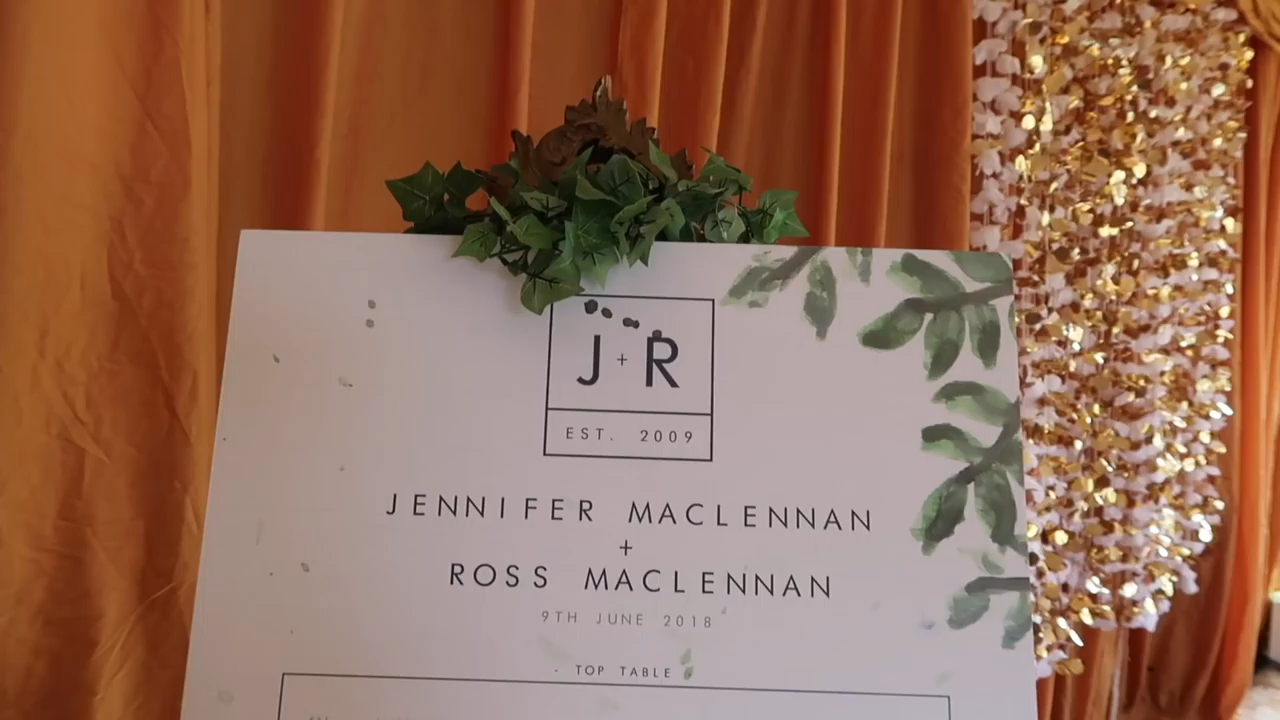 J + R
EST. 2009
JENNIFER MACLENNAN
+
ROSS MACLENNAN
9TH JUNE 2018
- TOP TABLE